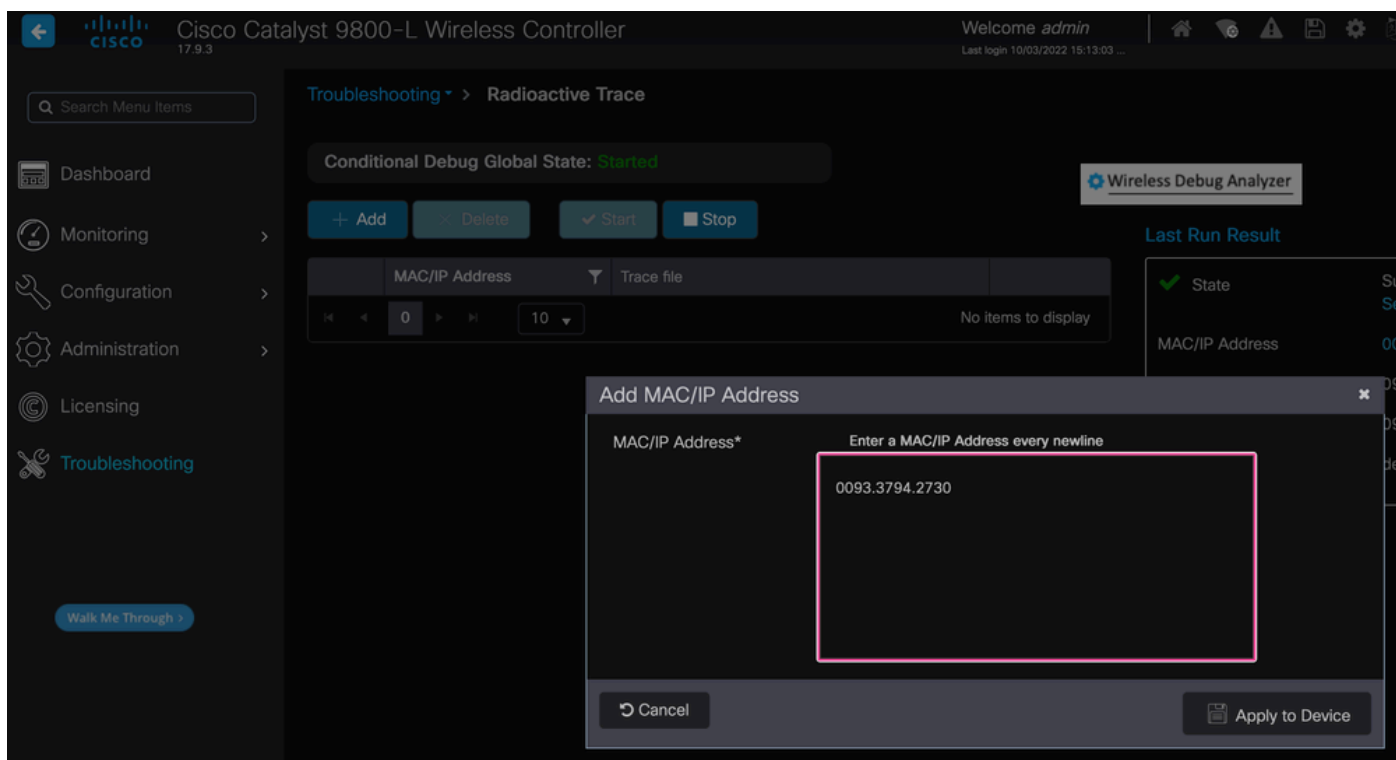 CISCO
Cisco Catalyst 9800-L Wireless Controller
17.9.3
Welcome admin
Last login 10/03/2022 15:13:03 ...
Search Menu Items
Dashboard
Monitoring
Configuration
Administration
Licensing
Troubleshooting
Walk Me Through >
Troubleshooting > Radioactive Trace
Conditional Debug Global State: Started
Wireless Debug Analyzer
+ Add
× Delete
✔ Start
Stop
MAC/IP Address
Trace file
0
10
No items to display
Last Run Result
State
MAC/IP Address
Add MAC/IP Address
MAC/IP Address*
Enter a MAC/IP Address every newline
0093.3794.2730
Cancel
Apply to Device